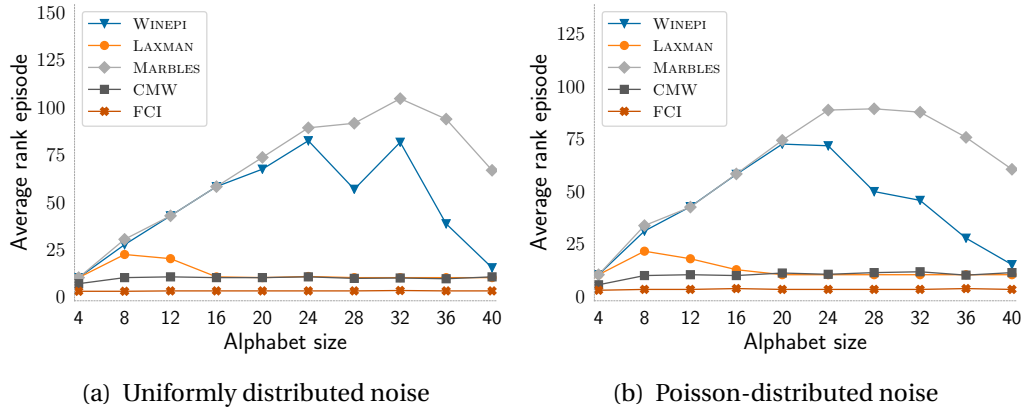 150
125
100
75
50
25
0
Average rank episode
WINEPI
LAXMAN
MARBLES
CMW
FCI
4 8 12 16 20 24 28 32 36 40
Alphabet size
(a) Uniformly distributed noise
125
100
75
50
25
0
Average rank episode
WINEPI
LAXMAN
MARBLES
CMW
FCI
4 8 12 16 20 24 28 32 36 40
Alphabet size
(b) Poisson-distributed noise